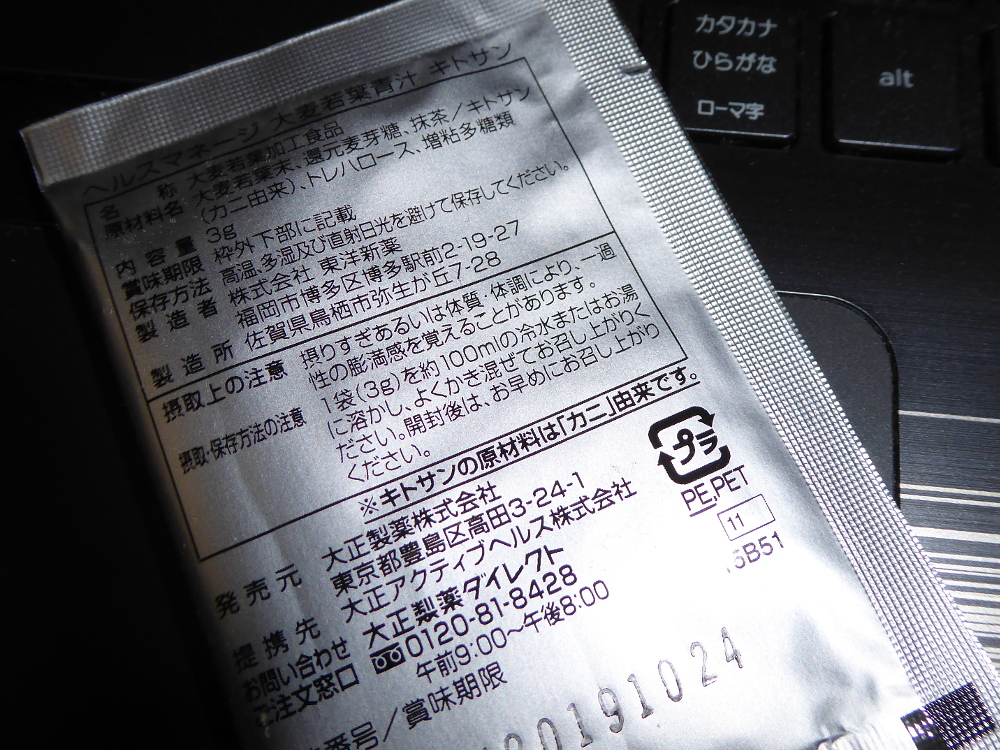 ヘルスマネージ 大麦若葉青汁 キトサン
名称 大麦若葉加工食品
原材料名 大麦若葉末、還元麦芽糖、抹茶/キトサン
(カニ由来)、トレハロース、増粘多糖類
内容量 3g
賞味期限 枠外下部に記載
保存方法 高温、多湿及び直射日光を避けて保存してください。
製造者 株式会社 東洋新薬
福岡市博多区博多駅前2-19-27
製造所 佐賀県鳥栖市弥生が丘7-28
摂取上の注意 摂りすぎあるいは体質・体調により、一過
性の膨満感を覚えることがあります。
摂取・保存方法の注意 1袋(3g)を約100mlの冷水またはお湯
に溶かし、よくかき混ぜてお召し上がりく
ださい。開封後は、お早めにお召し上がり
ください。
※キトサンの原材料は「カニ」由来です。
発売元 大正製薬株式会社
東京都豊島区高田3-24-1
提携先 大正アクティブヘルス株式会社
お問い合わせ 大正製薬ダイレクト
ご注文窓口 0120-81-8428
午前9:00〜午後8:00
番号/賞味期限
20191024
プラ
PE,PET
11
5B51
カタカナ
ひらがな
ローマ字
alt